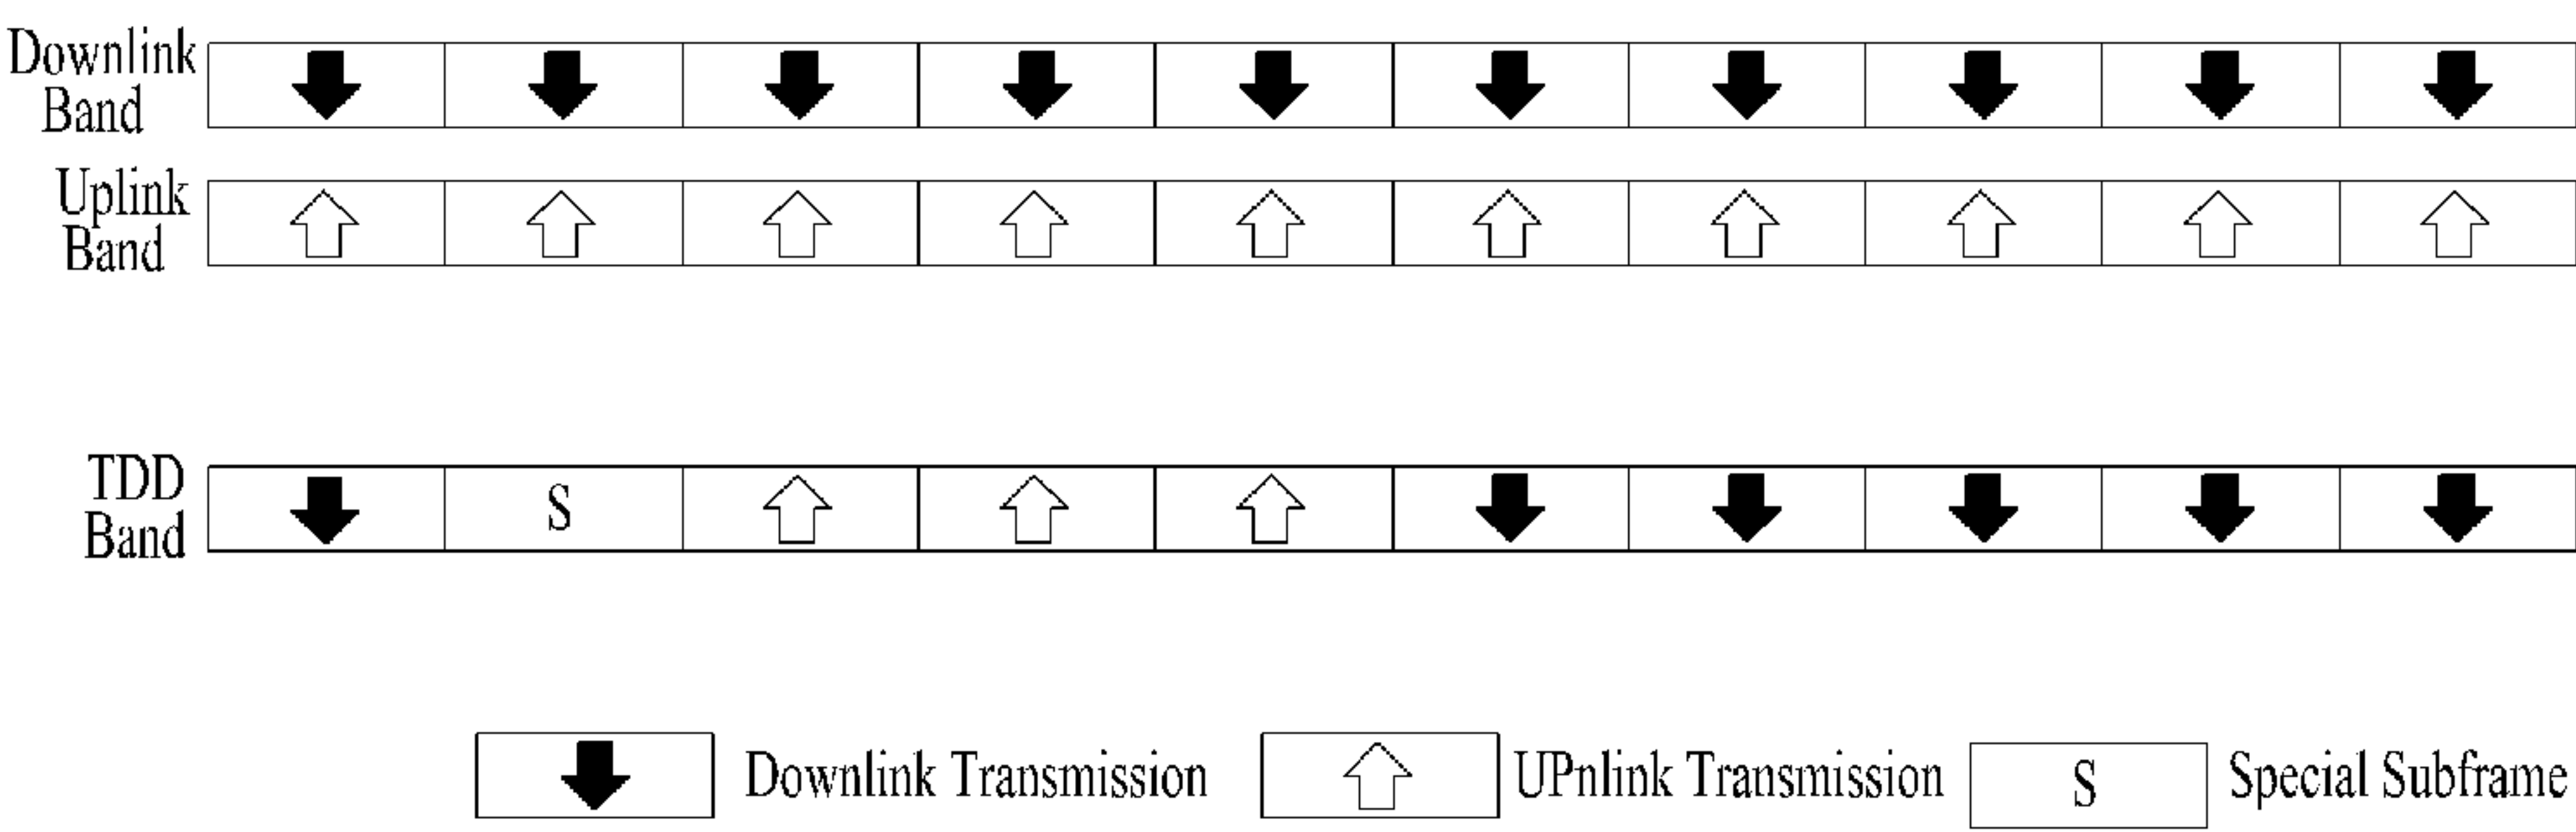 Downlink
Band
Uplink
Band
TDD
Band
S
Downlink Transmission
UPnlink Transmission
S
Special Subframe